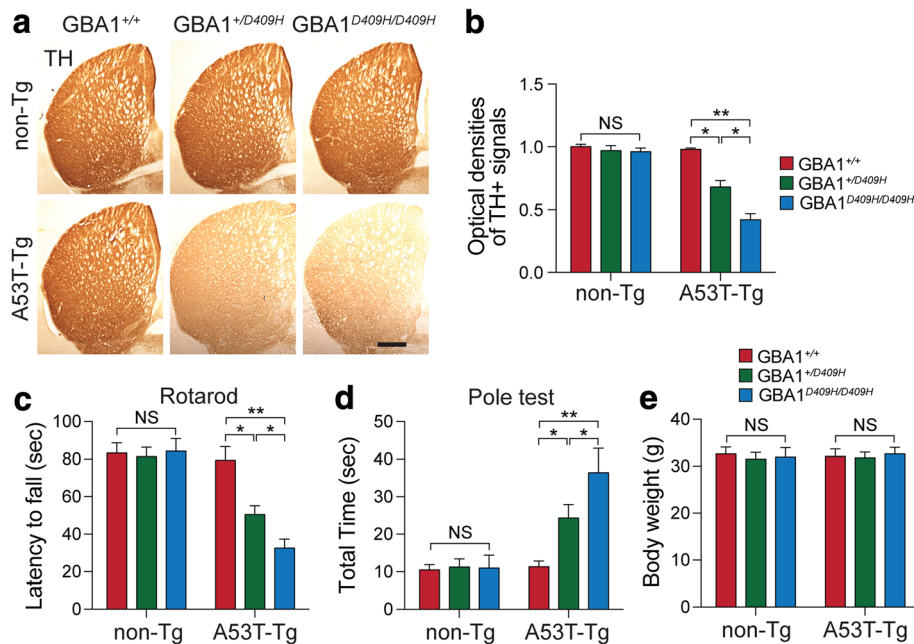 a
GBA1+/+ GBA1+/D409H GBA1D409H/D409H
TH
non-Tg
A53T-Tg
b
Optical densities
of TH+ signals
1.5
1.0
0.5
0.0
NS
**
* *
non-Tg A53T-Tg
GBA1+/+
GBA1+/D409H
GBA1D409H/D409H
c
Rotarod
Latency to fall (sec)
100
80
60
40
20
0
NS
**
* *
non-Tg A53T-Tg
d
Pole test
Total Time (sec)
50
40
30
20
10
0
NS
**
* *
non-Tg A53T-Tg
GBA1+/+
GBA1+/D409H
GBA1D409H/D409H
e
Body weight (g)
40
30
20
10
0
NS NS
non-Tg A53T-Tg